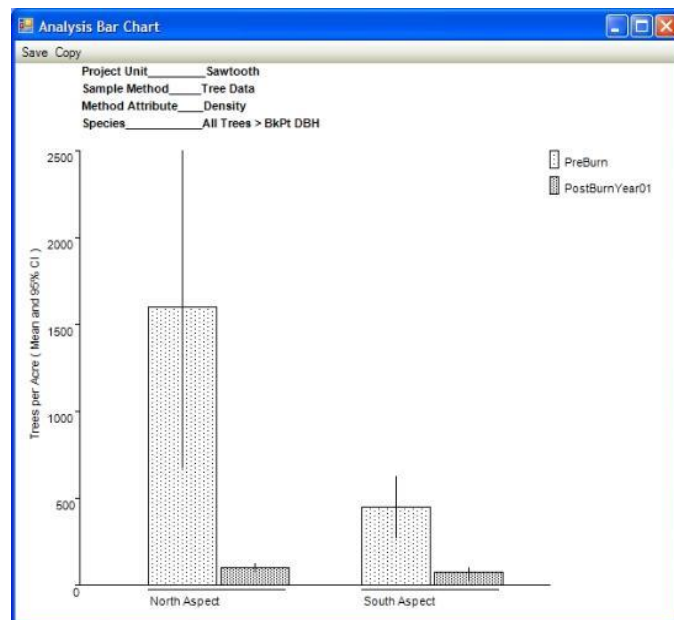 Analysis Bar Chart
Save Copy
Project Unit_________Sawtooth
Sample Method_____Tree Data
Method Attribute____Density
Species____________All Trees > BkPt DBH
2500
2000
1500
1000
500
0
Trees per Acre ( Mean and 95% CI )
PreBurn
PostBurnYear01
North Aspect
South Aspect